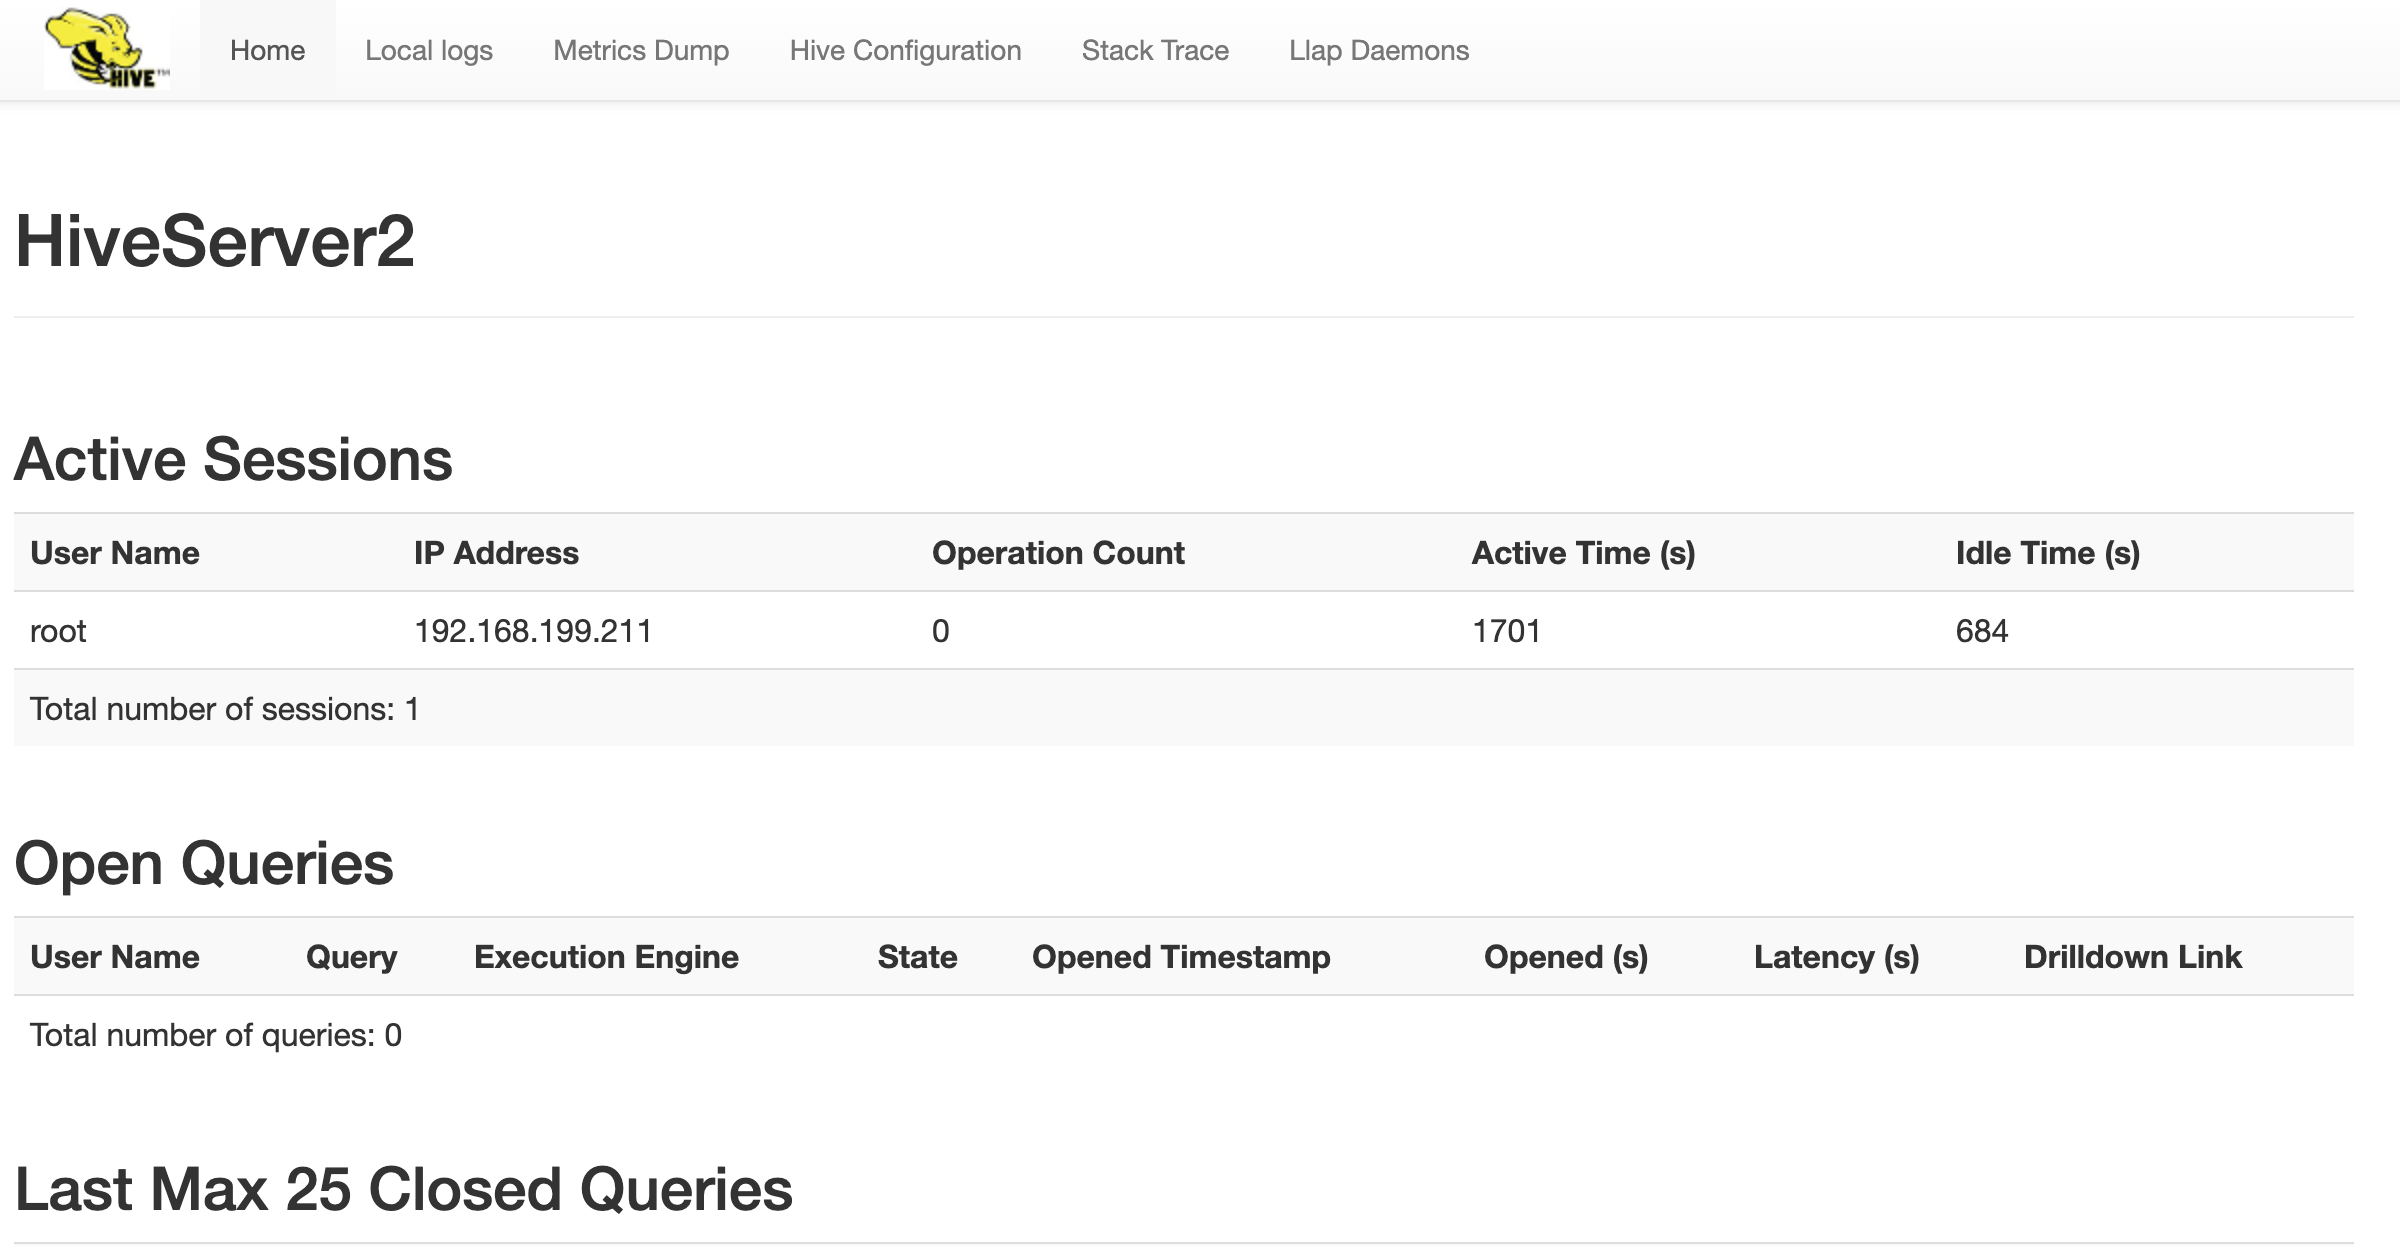 HIVE™
Home Local logs Metrics Dump Hive Configuration Stack Trace Llap Daemons
HiveServer2
Active Sessions
User Name IP Address Operation Count Active Time (s) Idle Time (s)
root 192.168.199.211 0 1701 684
Total number of sessions: 1
Open Queries
User Name Query Execution Engine State Opened Timestamp Opened (s) Latency (s) Drilldown Link
Total number of queries: 0
Last Max 25 Closed Queries